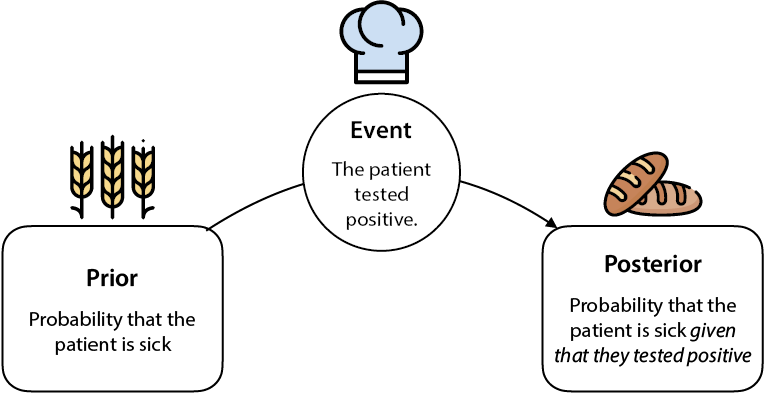 Event
The patient
tested
positive.
Prior
Probability that the
patient is sick
Posterior
Probability that the
patient is sick given
that they tested positive